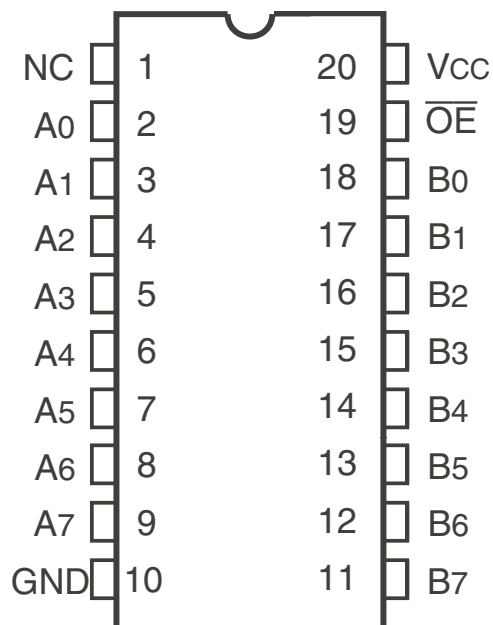 NC 1 20 VCC
A0 2 19 O̅E̅
A1 3 18 B0
A2 4 17 B1
A3 5 16 B2
A4 6 15 B3
A5 7 14 B4
A6 8 13 B5
A7 9 12 B6
GND 10 11 B7